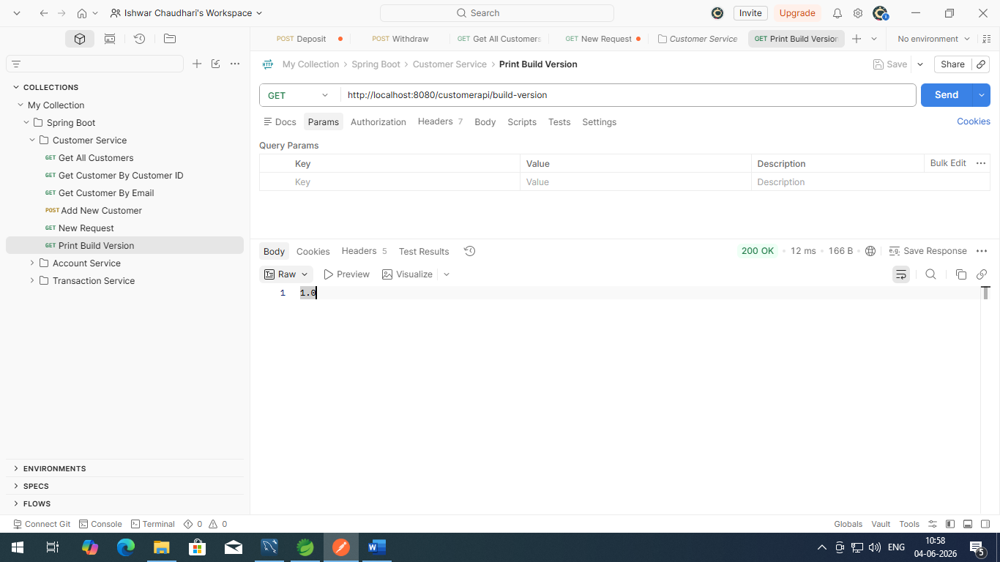 Ishwar Chaudhari's Workspace
Search
Invite
Upgrade
POST Deposit
POST Withdraw
GET Get All Customers
GET New Request
Customer Service
GET Print Build Version
No environment
My Collection > Spring Boot > Customer Service > Print Build Version
Save
Share
COLLECTIONS
My Collection
Spring Boot
Customer Service
GET Get All Customers
GET Get Customer By Customer ID
GET Get Customer By Email
POST Add New Customer
GET New Request
GET Print Build Version
Account Service
Transaction Service
ENVIRONMENTS
SPECS
FLOWS
GET
http://localhost:8080/customerapi/build-version
Send
Docs Params Authorization Headers 7 Body Scripts Tests Settings
Cookies
Query Params
Key Value Description Bulk Edit
Key Value Description
Body Cookies Headers 5 Test Results
200 OK • 12 ms • 166 B
e.g. Save Response
Raw Preview Visualize
1 1.0
Connect Git Console Terminal 0 0
Globals Vault Tools
ENG
10:58
04-06-2026
5